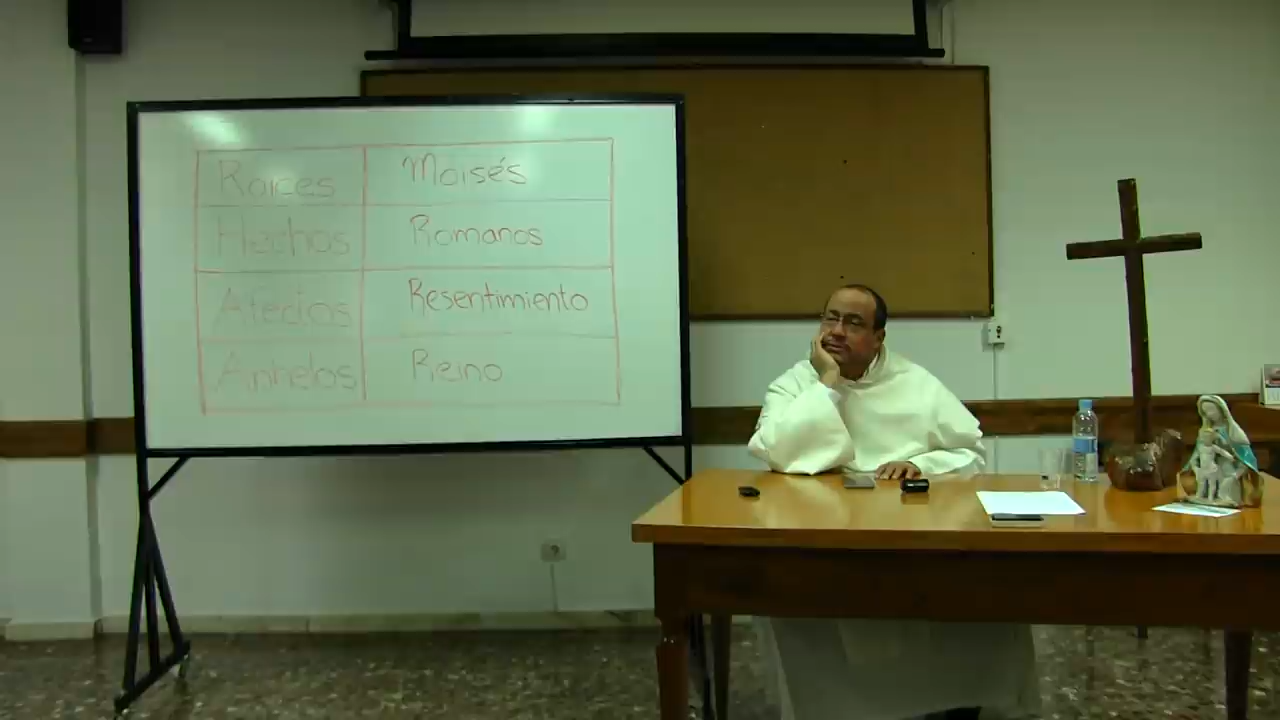 Raíces Moisés
Hechos Romanos
Afectos Resentimiento
Anhelos Reino